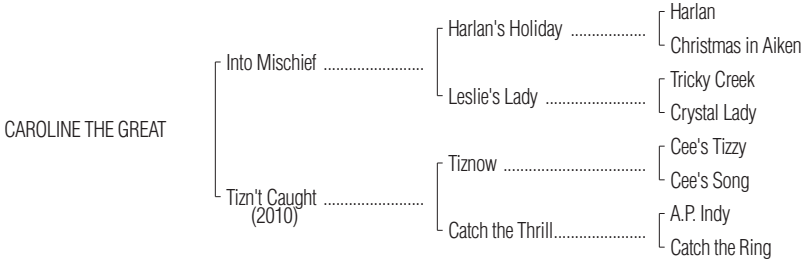 Harlan
Harlan's Holiday ..................
Christmas in Aiken
Into Mischief ........................
Tricky Creek
Leslie's Lady ........................
Crystal Lady
CAROLINE THE GREAT
Cee's Tizzy
Tiznow ..................................
Cee's Song
Tizn't Caught ........................
(2010)
A.P. Indy
Catch the Thrill......................
Catch the Ring